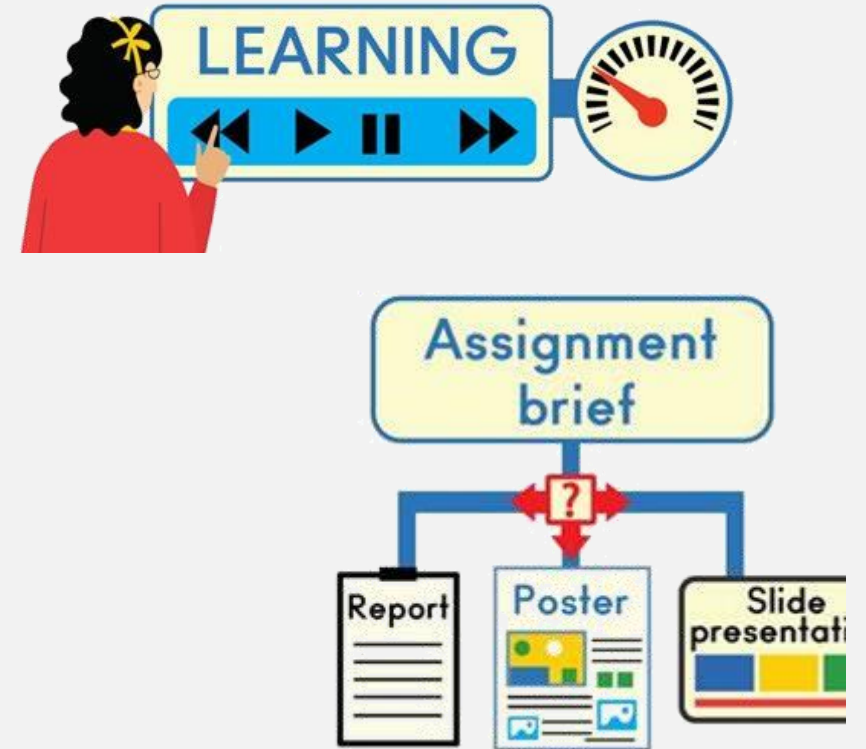 LEARNING
Assignment
brief
?
Report
Poster
Slide
presentati